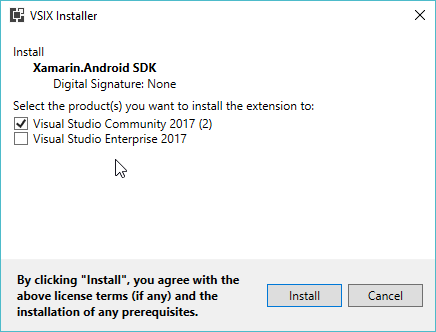 VSIX Installer
Install
Xamarin.Android SDK
Digital Signature: None
Select the product(s) you want to install the extension to:
Visual Studio Community 2017 (2)
Visual Studio Enterprise 2017
By clicking "Install", you agree with the
above license terms (if any) and the
installation of any prerequisites.
Install
Cancel